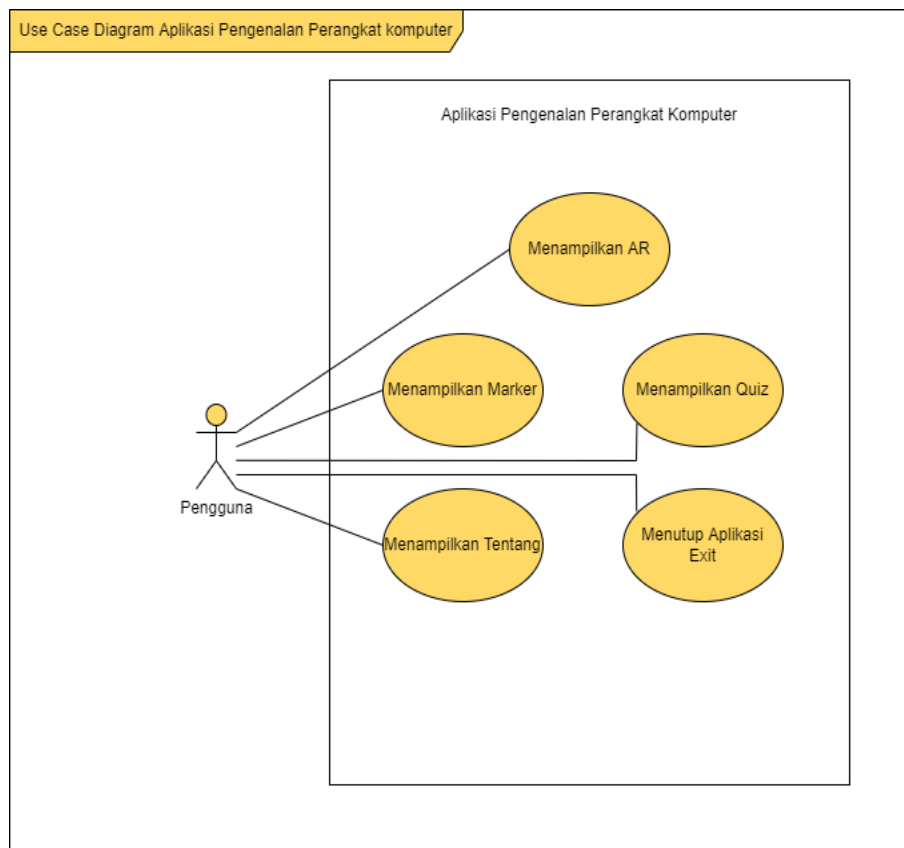 Use Case Diagram Aplikasi Pengenalan Perangkat komputer
Aplikasi Pengenalan Perangkat Komputer
Menampilkan AR
Menampilkan Marker
Menampilkan Quiz
Pengguna
Menampilkan Tentang
Menutup Aplikasi
Exit